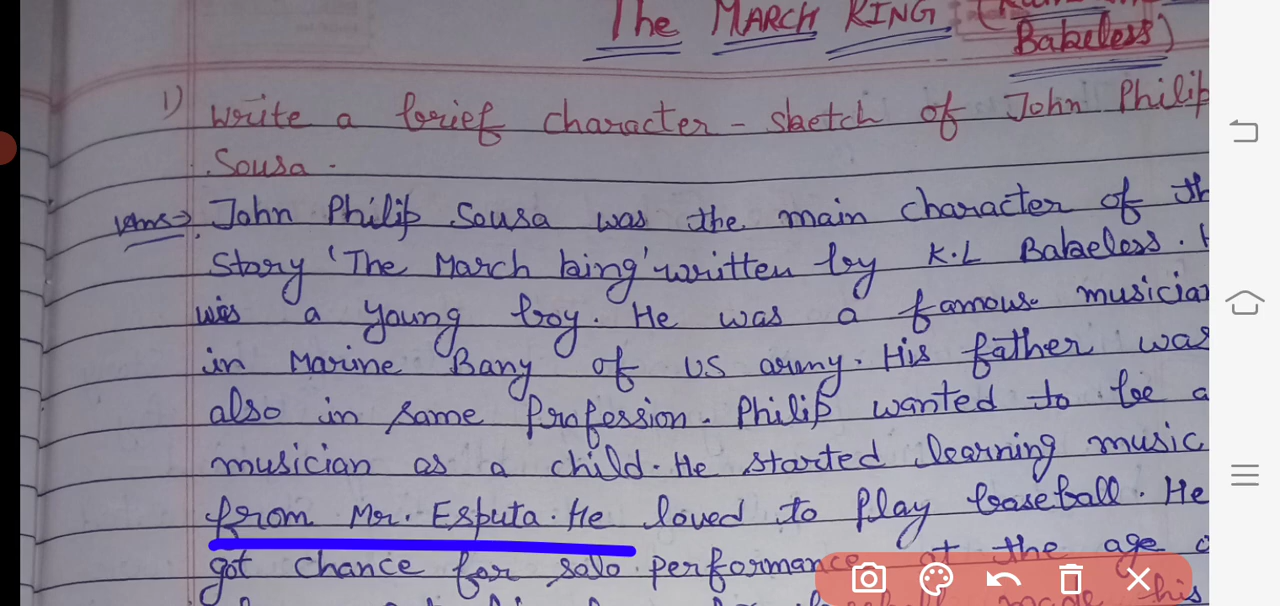 The MARCH KING (
Bakeless)
1) Write a brief character - sketch of John Philip
Sousa.
Ans→ John Philip Sousa was the main character of th
Story 'The March king' written by K.L Bakeless. H
was a young boy. He was a famous musician
in Marine Bany of US army. His father was
also in same profession. Philip wanted to be a
musician as a child. He started learning music
from Mr. Esputa. He loved to play baseball. He
got chance for solo performance at the age o
his